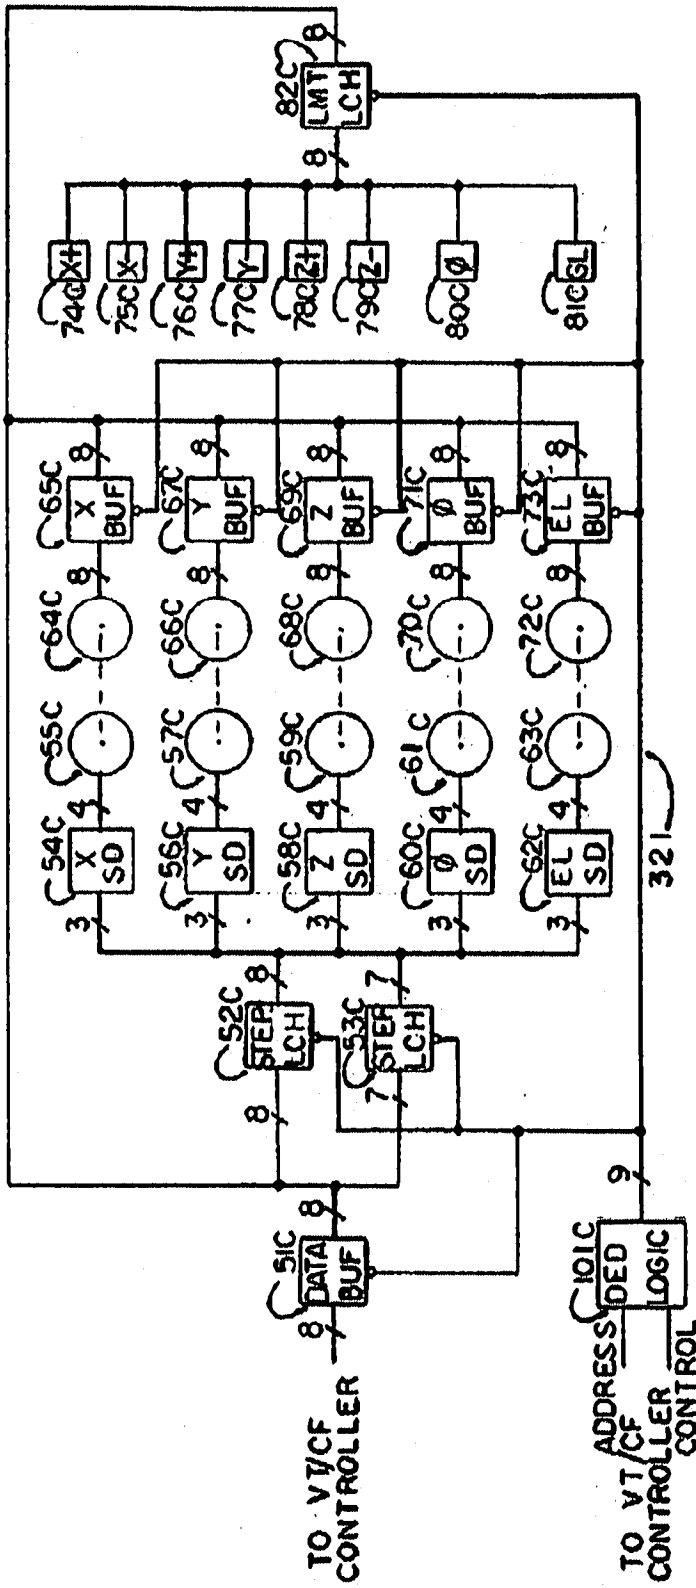 TO VT/CF
CONTROLLER
8
51C
DATA
BUF
8
TO VT/CF
CONTROLLER
ADDRESS
CONTROL
101C
DED
LOGIC
9
321
8
52C
STEP
LCH
8
7
53C
STEP
LCH
7
3
54C
X
SD
4
55C
64C
8
65C
X
BUF
8
3
56C
Y
SD
4
57C
66C
8
67C
Y
BUF
8
3
58C
Z
SD
4
59C
68C
8
69C
Z
BUF
8
3
60C
Ø
SD
4
61C
70C
8
71C
Ø
BUF
8
3
62C
EL
SD
4
63C
72C
8
73C
EL
BUF
8
74C X+
75C X-
76C Y+
77C Y-
78C Z+
79C Z-
80C Ø
81C GL
8
82C
LMT
LCH
8